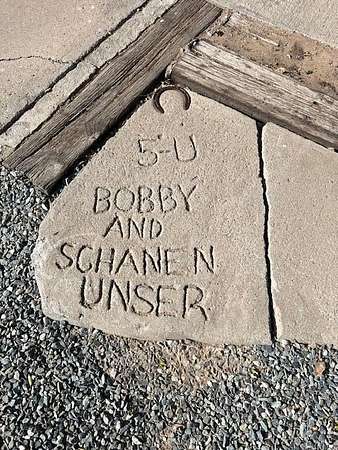 5-U
BOBBY
AND
SCHANEN
UNSER